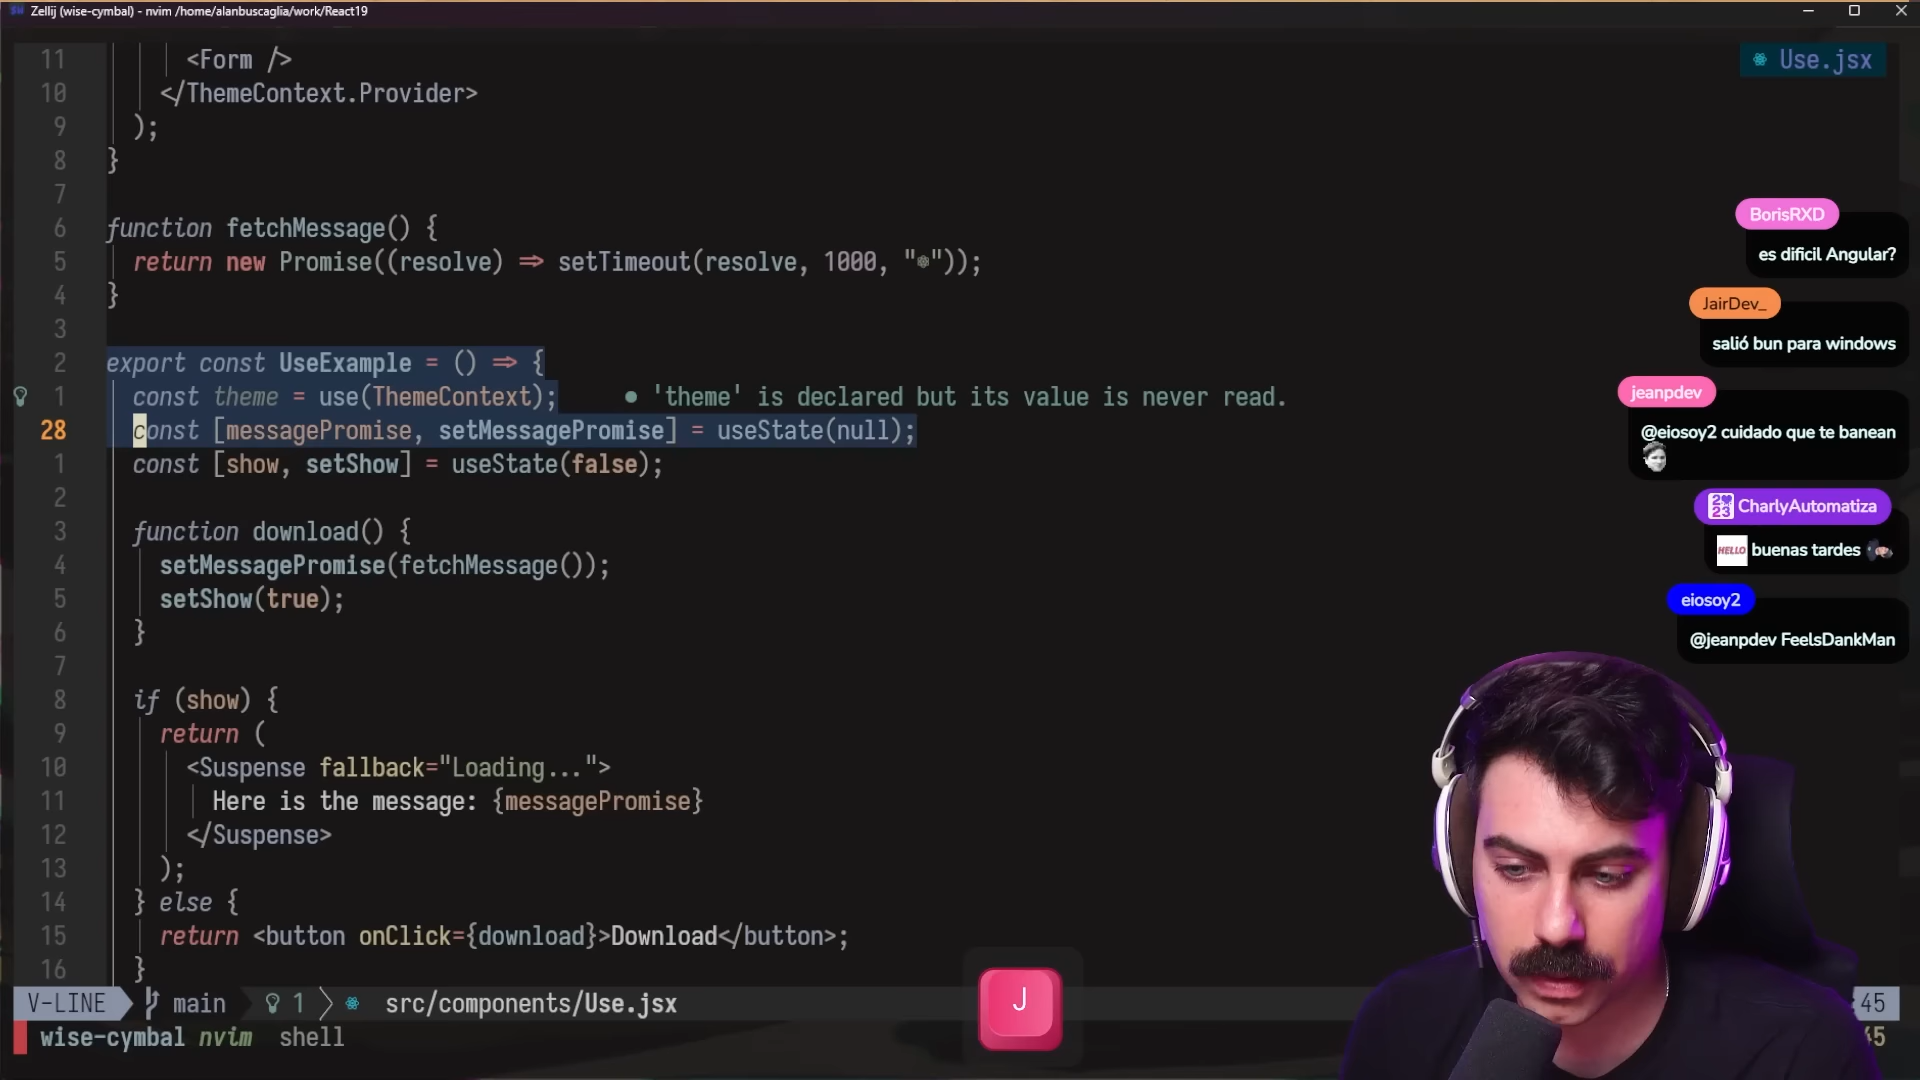 Zellij (wise-cymbal) - nvim /home/alanbuscaglia/work/React19
Use.jsx
11 <Form />
10 </ThemeContext.Provider>
9 );
8 }
7
6 function fetchMessage() {
5 return new Promise((resolve) => setTimeout(resolve, 1000, "⚛"));
4 }
3
2 export const UseExample = () => {
1 const theme = use(ThemeContext); ● 'theme' is declared but its value is never read.
28 const [messagePromise, setMessagePromise] = useState(null);
1 const [show, setShow] = useState(false);
2
3 function download() {
4 setMessagePromise(fetchMessage());
5 setShow(true);
6 }
7
8 if (show) {
9 return (
10 <Suspense fallback="Loading...">
11 Here is the message: {messagePromise}
12 </Suspense>
13 );
14 } else {
15 return <button onClick={download}>Download</button>;
16 }
V-LINE main 1 src/components/Use.jsx 45
wise-cymbal nvim shell 45
J
BorisRXD
es dificil Angular?
JairDev_
salió bun para windows
jeanpdev
@eiosoy2 cuidado que te banean
2023 CharlyAutomatiza
HELLO buenas tardes
eiosoy2
@jeanpdev FeelsDankMan